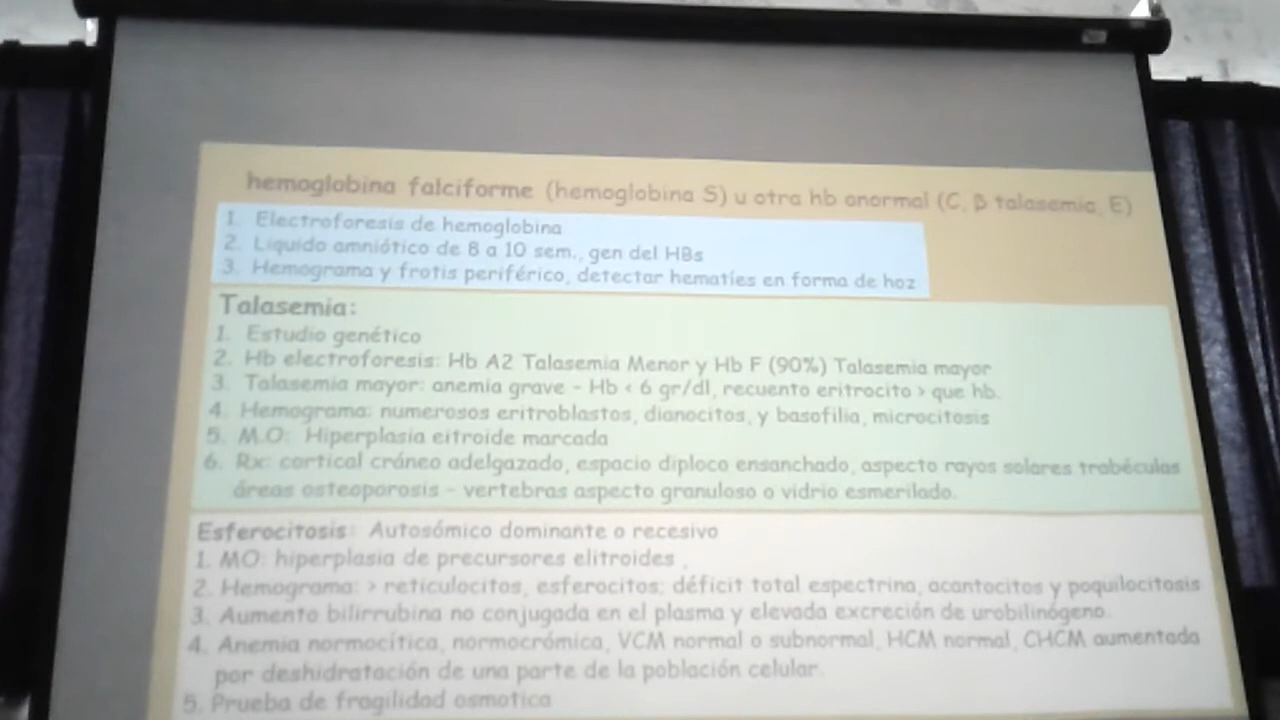 hemoglobina falciforme (hemoglobina S) u otra hb anormal (C, β talasemia, E)
1. Electroforesis de hemoglobina
2. Liquido amniótico de 8 a 10 sem., gen del HBs
3. Hemograma y frotis periférico, detectar hematíes en forma de hoz
Talasemia:
1. Estudio genético
2. Hb electroforesis: Hb A2 Talasemia Menor y Hb F (90%) Talasemia mayor
3. Talasemia mayor: anemia grave - Hb < 6 gr/dl, recuento eritrocito > que hb.
4. Hemograma: numerosos eritroblastos, dianocitos, y basofilia, microcitosis
5. M.O: Hiperplasia eitroide marcada
6. Rx: cortical cráneo adelgazado, espacio diploco ensanchado, aspecto rayos solares trabéculas
áreas osteoporosis - vertebras aspecto granuloso o vidrio esmerilado.
Esferocitosis: Autosómico dominante o recesivo
1. MO: hiperplasia de precursores elitroides .
2. Hemograma: > reticulocitos, esferocitos; déficit total espectrina, acantocitos y poquilocitosis
3. Aumento bilirrubina no conjugada en el plasma y elevada excreción de urobilinógeno.
4. Anemia normocítica, normocrómica, VCM normal o subnormal, HCM normal, CHCM aumentada
por deshidratación de una parte de la población celular.
5. Prueba de fragilidad osmotica